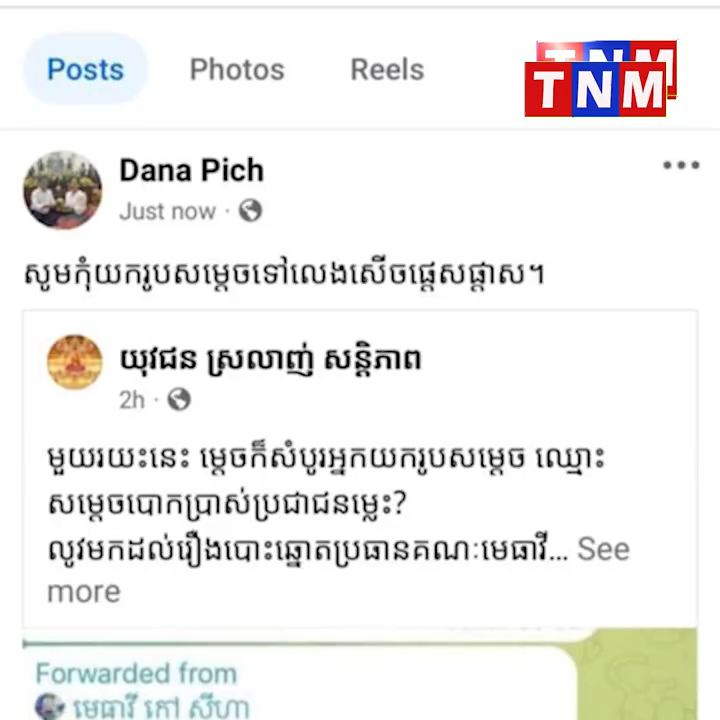 Posts Photos Reels
TNM
TNM
Dana Pich
Just now ·
សូមកុំយករូបសម្តេចទៅលេងសើចផ្តេសផ្តាស។
យុវជន ស្រលាញ់ សន្តិភាព
2h ·
មួយរយះនេះ ម្តេចក៏សំបូរអ្នកយករូបសម្តេច ឈ្មោះ
សម្តេចបោកប្រាស់ប្រជាជនម្លេះ?
លូវមកដល់រឿងបោះឆ្នោតប្រធានគណៈមេធាវី... See
more
Forwarded from
មេធាវី កៅ សីហា